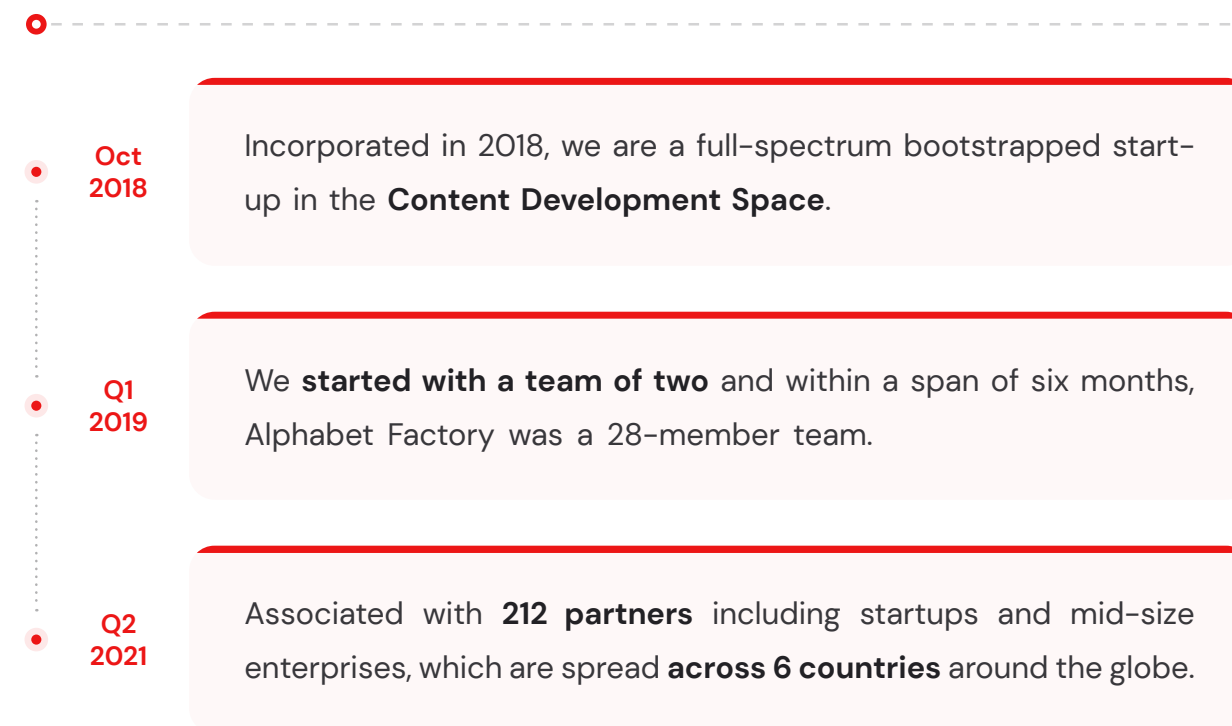 Oct
2018
Incorporated in 2018, we are a full-spectrum bootstrapped start-
up in the Content Development Space.
Q1
2019
We started with a team of two and within a span of six months,
Alphabet Factory was a 28-member team.
Q2
2021
Associated with 212 partners including startups and mid-size
enterprises, which are spread across 6 countries around the globe.